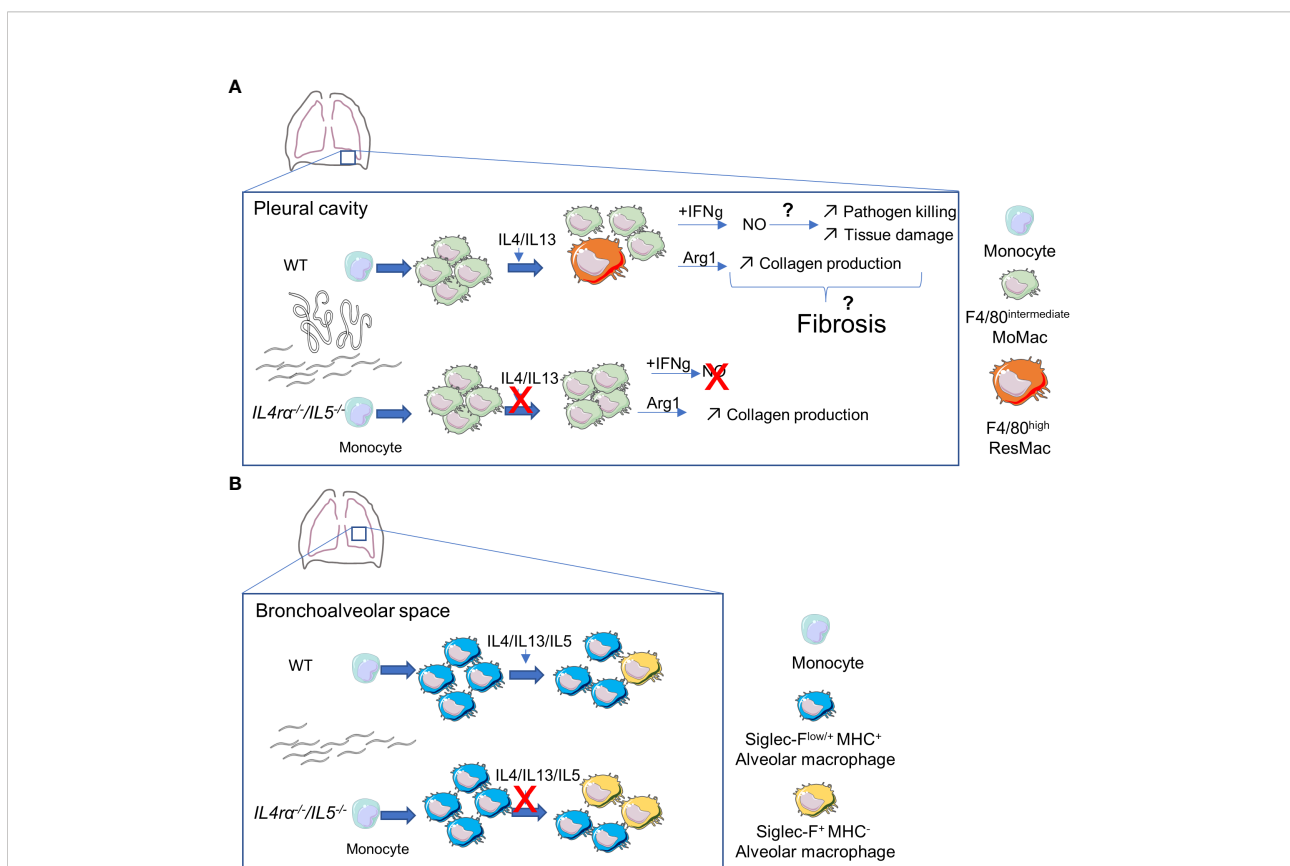 A
Pleural cavity
WT
IL4/IL13
+IFNg
NO
?
↗ Pathogen killing
↗ Tissue damage
Arg1
↗ Collagen production
?
Fibrosis
IL4rα-/-/IL5-/-
Monocyte
IL4/IL13
X
+IFNg
NO
X
Arg1
↗ Collagen production
Monocyte
F4/80intermediate
MoMac
F4/80high
ResMac
B
Bronchoalveolar space
WT
IL4/IL13/IL5
IL4rα-/-/IL5-/-
Monocyte
IL4/IL13/IL5
X
Monocyte
Siglec-Flow/+ MHC+
Alveolar macrophage
Siglec-F+ MHC-
Alveolar macrophage